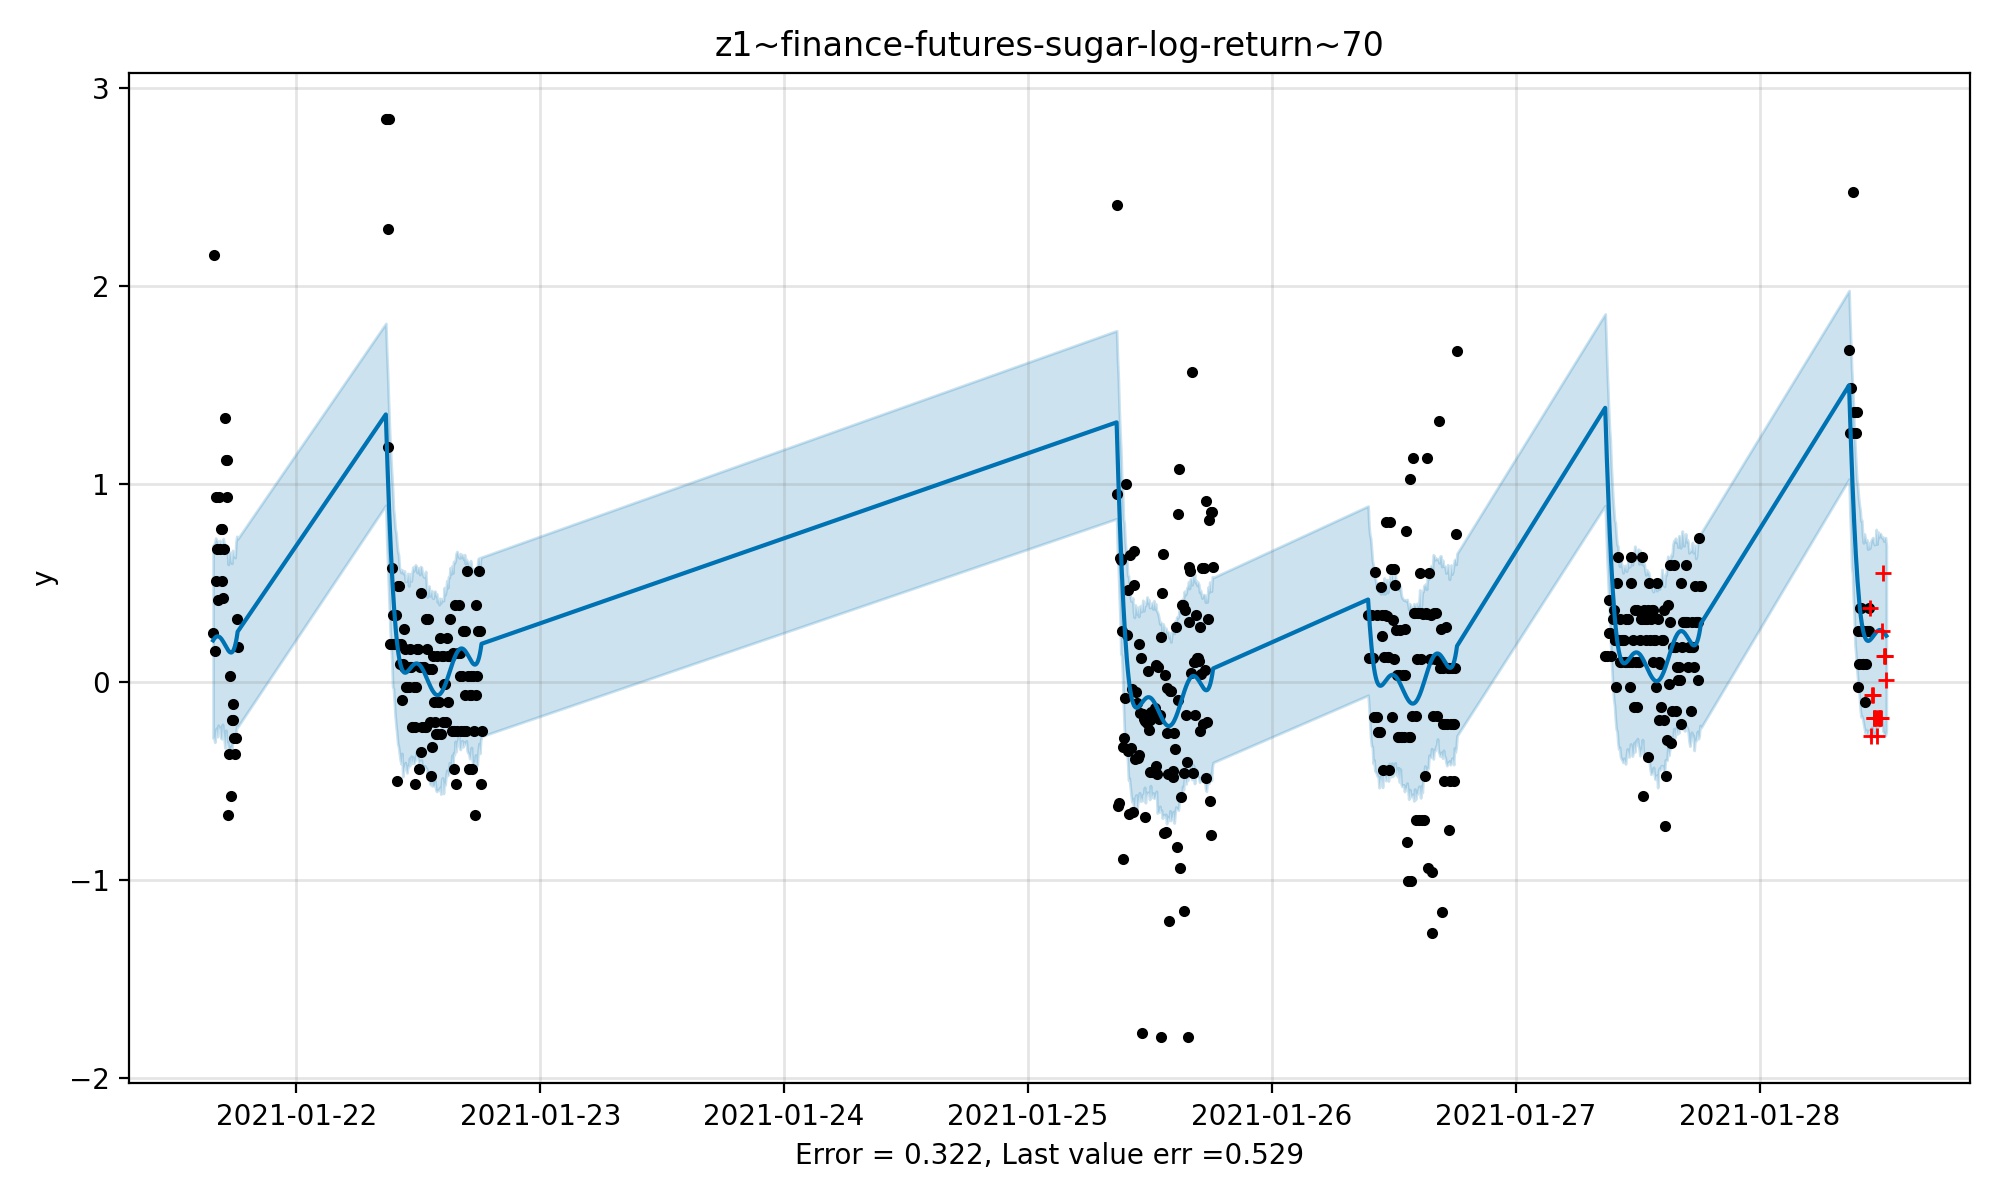 z1~finance-futures-sugar-log-return~70
3
2
1
0
−1
−2
y
2021-01-22 2021-01-23 2021-01-24 2021-01-25 2021-01-26 2021-01-27 2021-01-28
Error = 0.322, Last value err =0.529